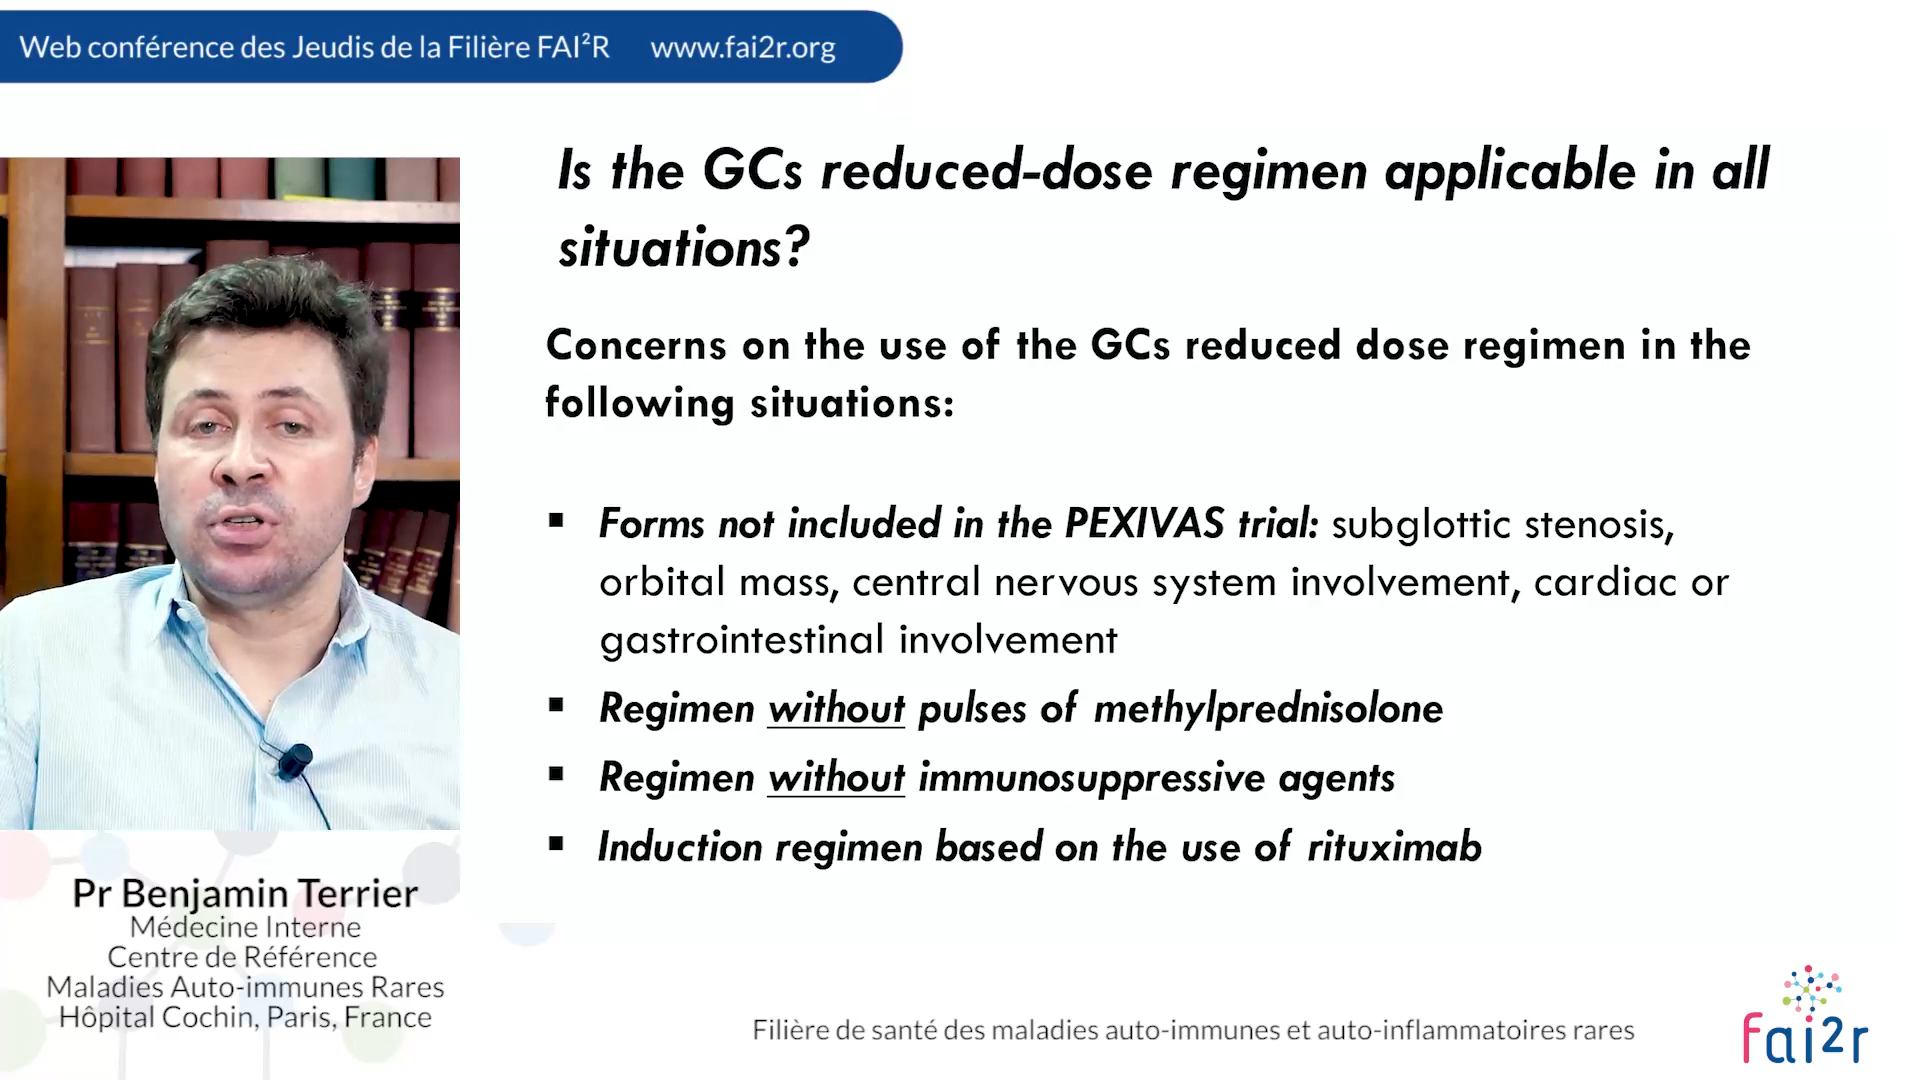 Web conférence des Jeudis de la Filière FAI²R www.fai2r.org
Is the GCs reduced-dose regimen applicable in all
situations?
Concerns on the use of the GCs reduced dose regimen in the
following situations:
▪ Forms not included in the PEXIVAS trial: subglottic stenosis,
orbital mass, central nervous system involvement, cardiac or
gastrointestinal involvement
▪ Regimen without pulses of methylprednisolone
▪ Regimen without immunosuppressive agents
▪ Induction regimen based on the use of rituximab
Pr Benjamin Terrier
Médecine Interne
Centre de Référence
Maladies Auto-immunes Rares
Hôpital Cochin, Paris, France
Filière de santé des maladies auto-immunes et auto-inflammatoires rares
fai2r